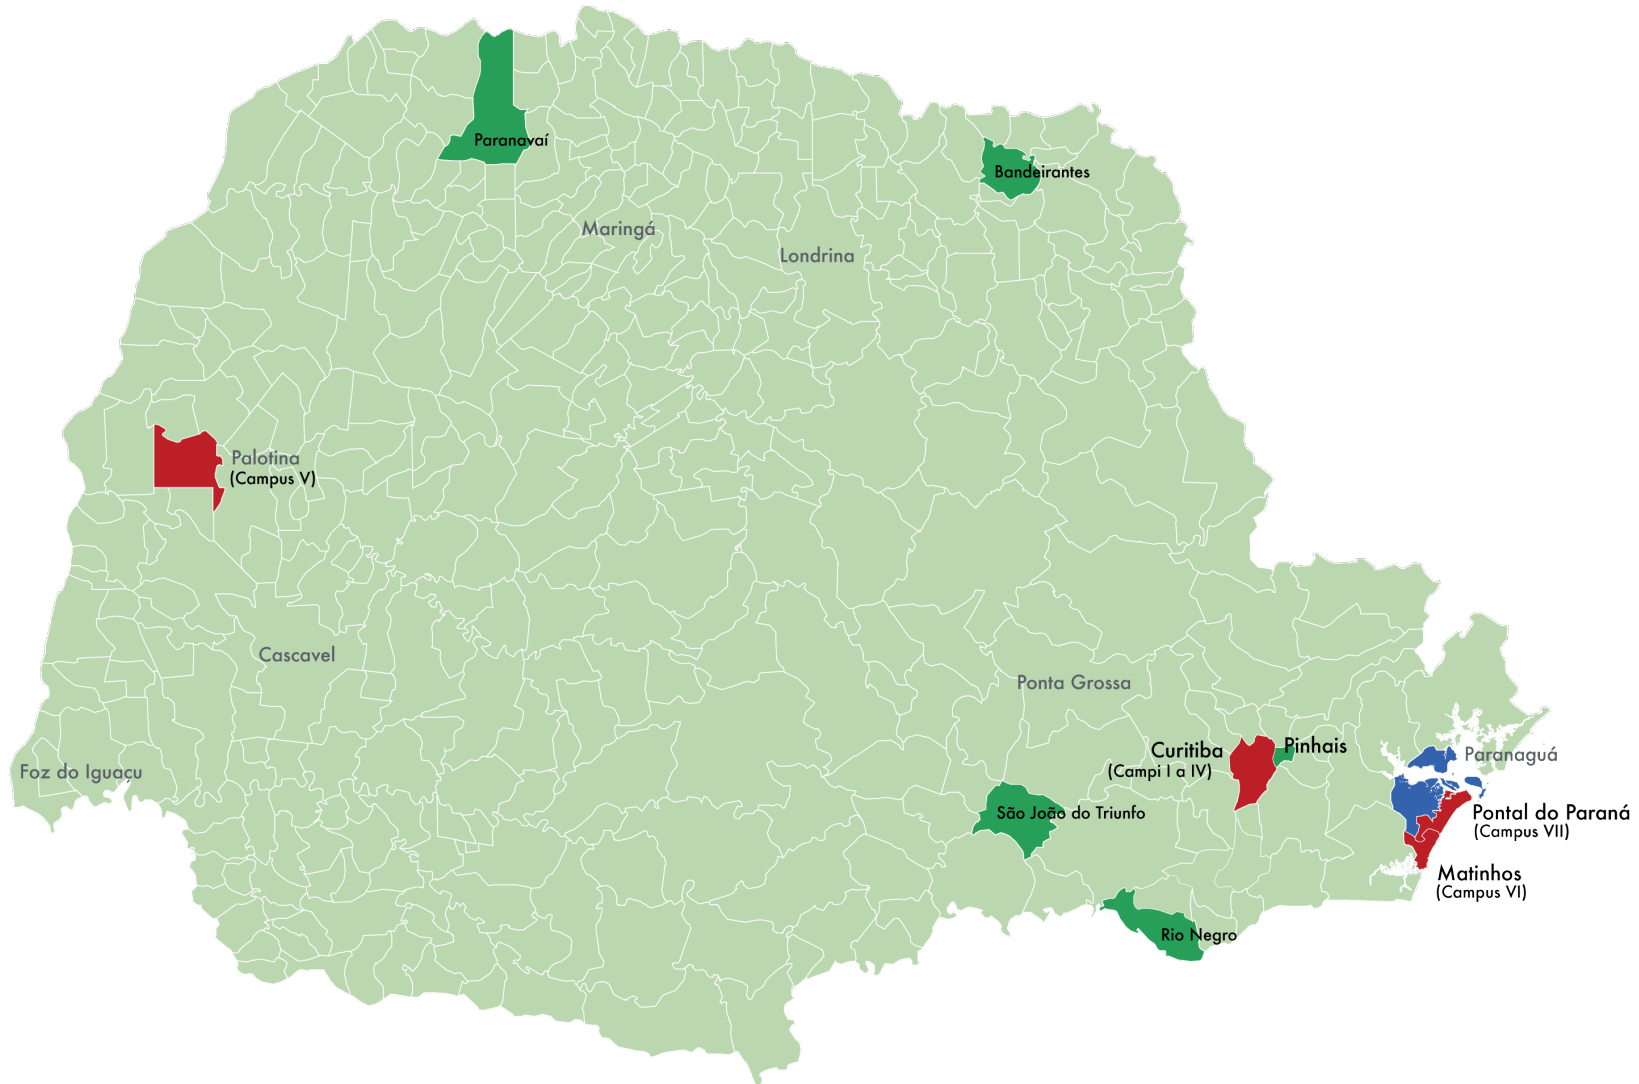 Paranavaí
Bandeirantes
Maringá
Londrina
Palotina
(Campus V)
Cascavel
Ponta Grossa
Foz do Iguaçu
Curitiba
(Campi I a IV)
Pinhais
Paranaguá
São João do Triunfo
Pontal do Paraná
(Campus VII)
Matinhos
(Campus VI)
Rio Negro